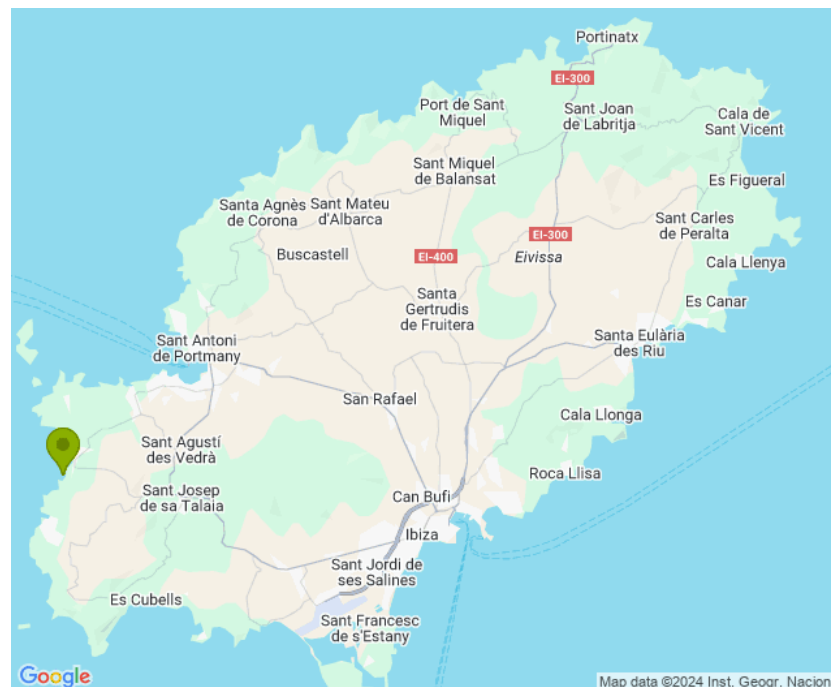 Portinatx
EI-300
Port de Sant
Miquel
Sant Joan
de Labritja
Cala de
Sant Vicent
Sant Miquel
de Balansat
Es Figueral
Santa Agnès
de Corona
Sant Mateu
d'Albarca
Sant Carles
de Peralta
EI-300
Buscastell
EI-400
Eivissa
Cala Llenya
Santa
Gertrudis
de Fruitera
Es Canar
Sant Antoni
de Portmany
Santa Eulària
des Riu
San Rafael
Cala Llonga
Sant Agustí
des Vedrà
Roca Llisa
Sant Josep
de sa Talaia
Can Bufi
Ibiza
Sant Jordi de
ses Salines
Es Cubells
Sant Francesc
de s'Estany
Google
Map data ©2024 Inst. Geogr. Nacion